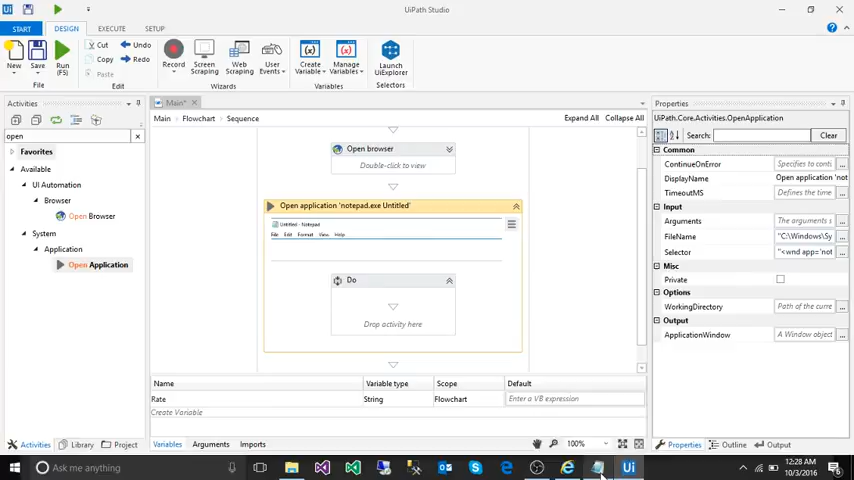 Ui
UiPath Studio
START
DESIGN
EXECUTE
SETUP
New
Save
Run
(F5)
Cut
Copy
Paste
Undo
Redo
Record
Screen
Scraping
Web
Scraping
User
Events
Create
Variable
Manage
Variables
Launch
UiExplorer
File
Edit
Wizards
Variables
Selectors
Activities
open
Favorites
Available
UI Automation
Browser
Open Browser
System
Application
Open Application
Main*
Main
Flowchart
Sequence
Expand All
Collapse All
Open browser
Double-click to view
Open application 'notepad.exe Untitled'
Untitled - Notepad
File Edit Format View Help
Do
Drop activity here
Name
Variable type
Scope
Default
Rate
String
Flowchart
Enter a VB expression
Create Variable
Variables
Arguments
Imports
100%
Properties
UiPath.Core.Activities.OpenApplication
Search:
Clear
Common
ContinueOnError
Specifies to conti
DisplayName
Open application 'not
TimeoutMS
Defines the time
Input
Arguments
The arguments s
FileName
"C:\Windows\Sy
Selector
"<wnd app='not
Misc
Private
Options
WorkingDirectory
Path of the curre
Output
ApplicationWindow
A Window object
Activities
Library
Project
Properties
Outline
Output
Ask me anything
Ui
12:28 AM
10/3/2016